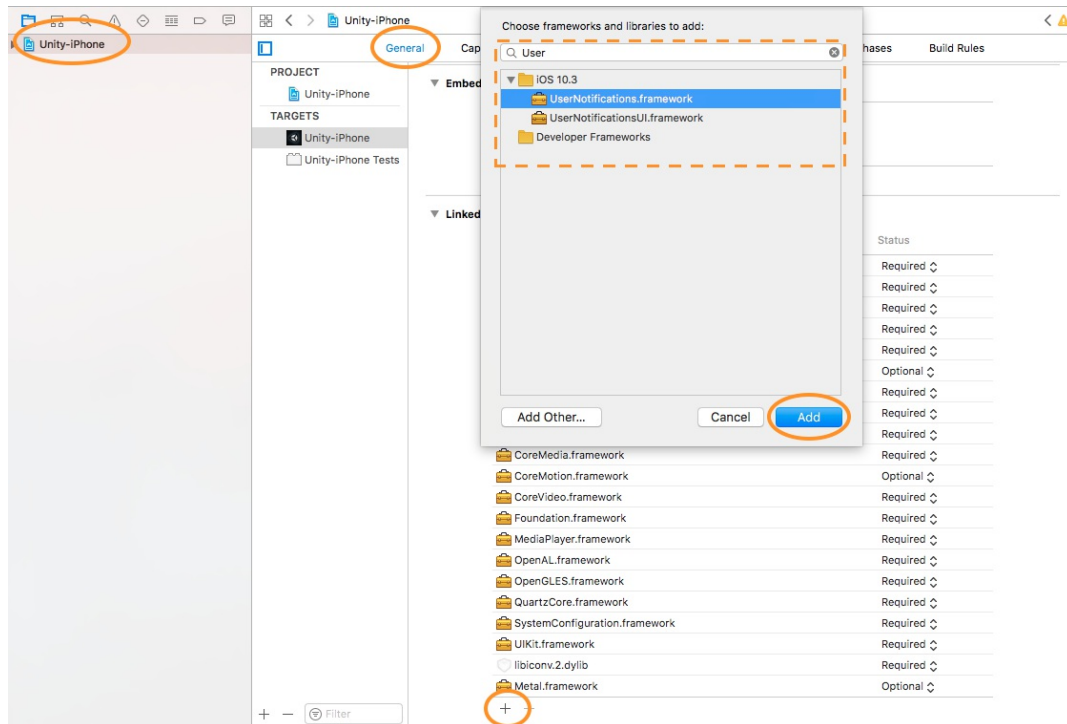 Unity-iPhone
Unity-iPhone
General
Cap
hases
Build Rules
PROJECT
Unity-iPhone
TARGETS
Unity-iPhone
Unity-iPhone Tests
Filter
Embed
Linked
Choose frameworks and libraries to add:
User
iOS 10.3
UserNotifications.framework
UserNotificationsUI.framework
Developer Frameworks
Add Other...
Cancel
Add
Status
Required
Required
Required
Required
Required
Optional
Required
Required
Required
CoreMedia.framework Required
CoreMotion.framework Optional
CoreVideo.framework Required
Foundation.framework Required
MediaPlayer.framework Required
OpenAL.framework Required
OpenGLES.framework Required
QuartzCore.framework Required
SystemConfiguration.framework Required
UIKit.framework Required
libiconv.2.dylib Required
Metal.framework Optional